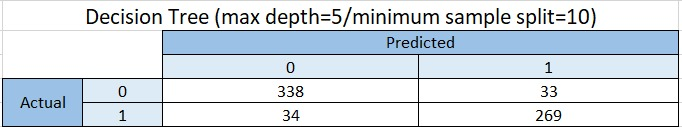 Decision Tree (max depth=5/minimum sample split=10)
Predicted
0 1
Actual 0 338 33
1 34 269